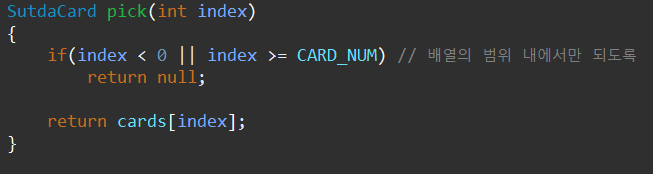 SutdaCard pick(int index)
{
    if(index < 0 || index >= CARD_NUM) // 배열의 범위 내에서만 되도록
        return null;

    return cards[index];
}